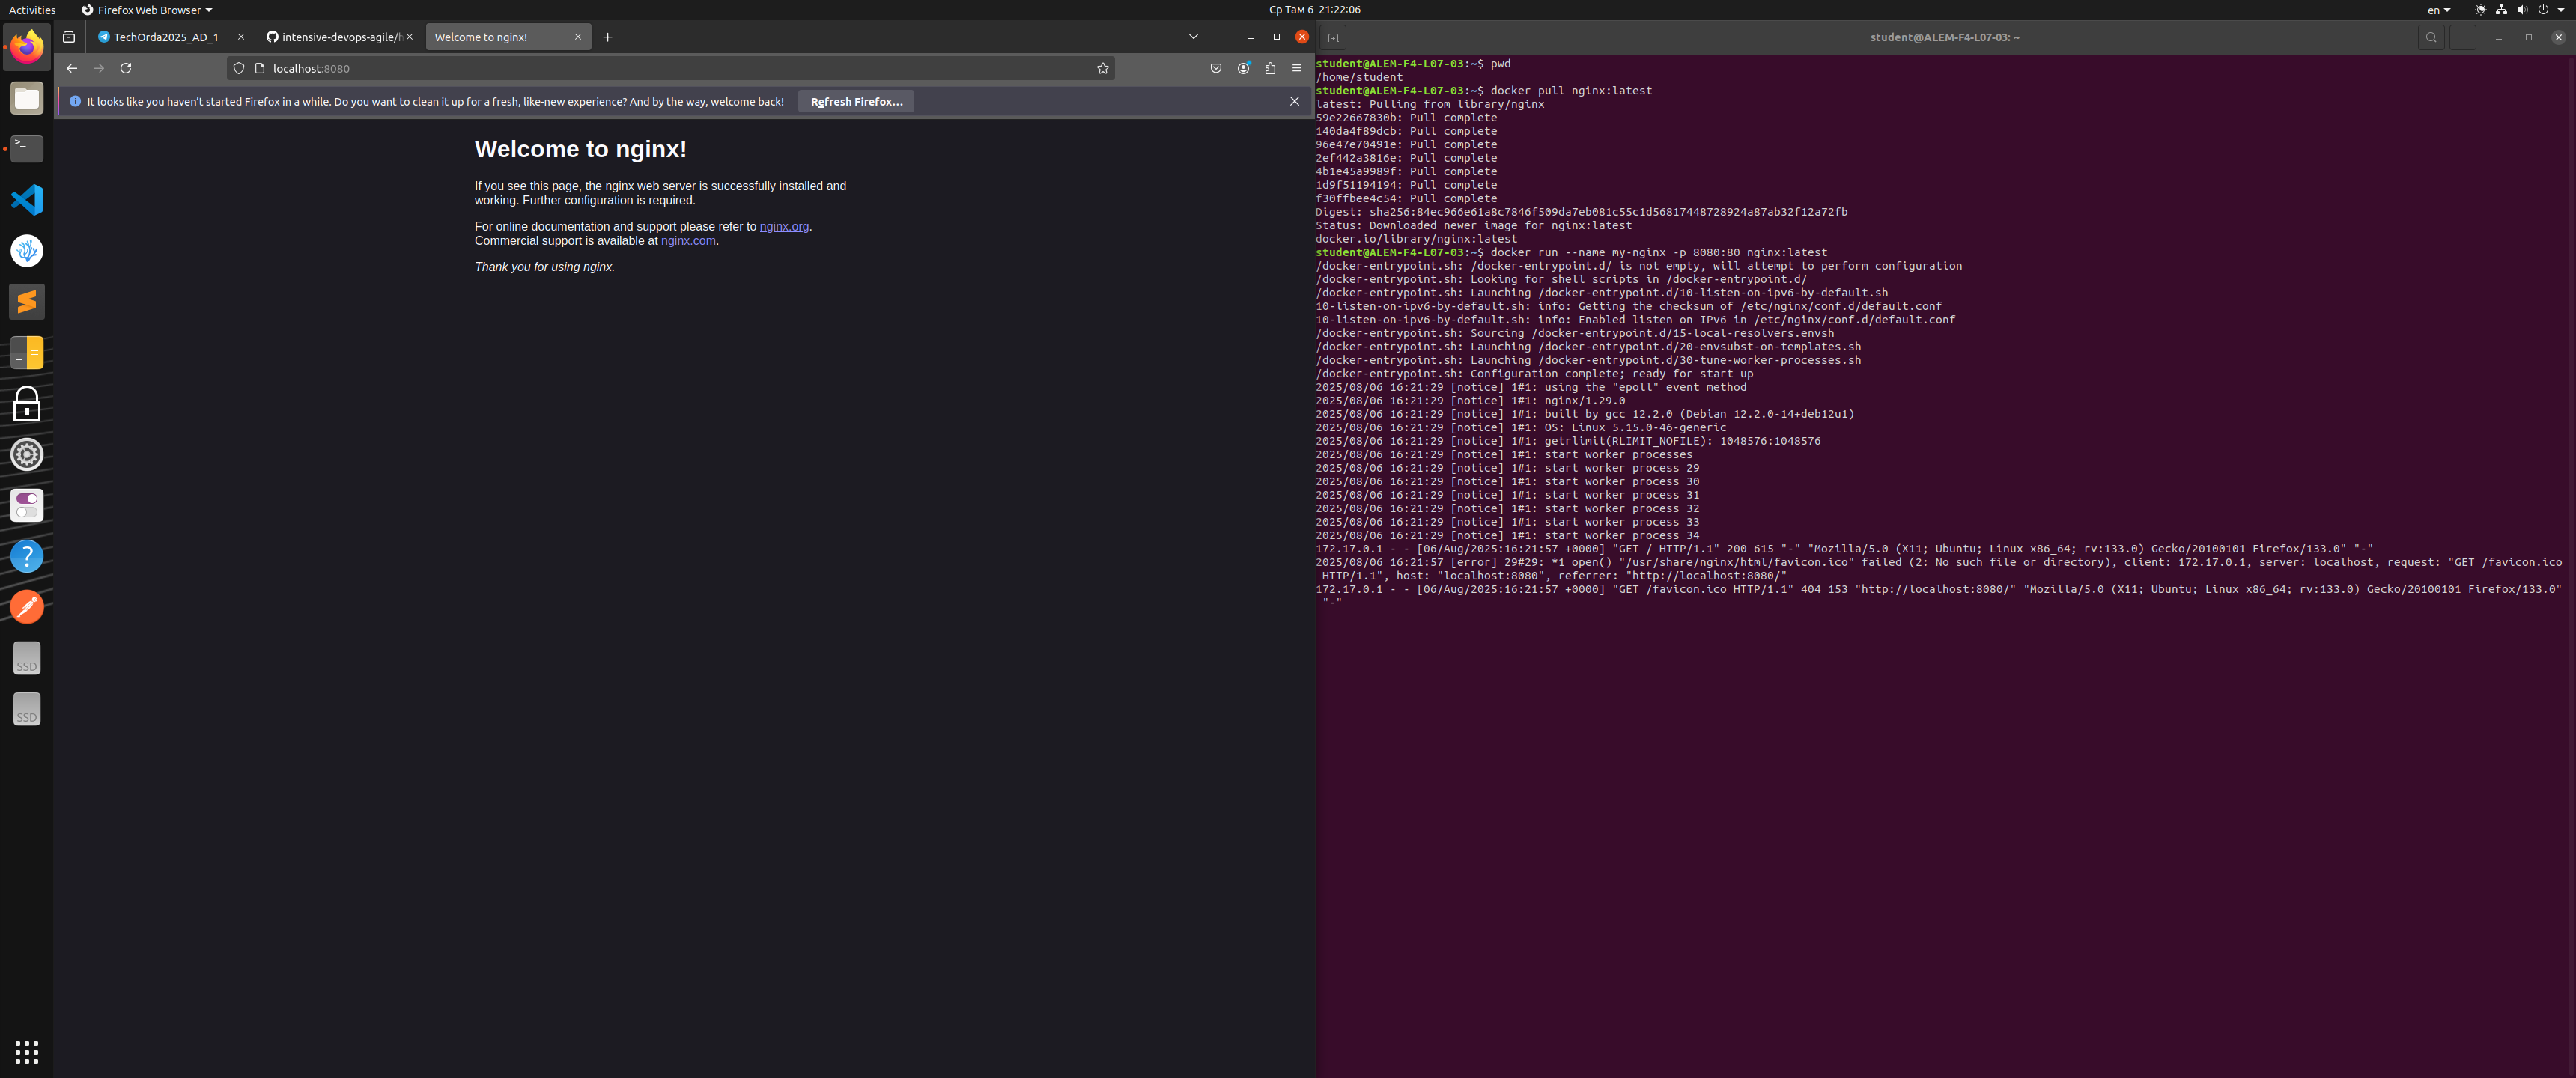 Activities
Firefox Web Browser
Ср Там 6 21:22:06
en
TechOrda2025_AD_1
intensive-devops-agile/h
Welcome to nginx!
localhost:8080
It looks like you haven't started Firefox in a while. Do you want to clean it up for a fresh, like-new experience? And by the way, welcome back!
Refresh Firefox...
Welcome to nginx!
If you see this page, the nginx web server is successfully installed and
working. Further configuration is required.
For online documentation and support please refer to nginx.org.
Commercial support is available at nginx.com.
Thank you for using nginx.
SSD
SSD
student@ALEM-F4-L07-03: ~
student@ALEM-F4-L07-03:~$ pwd
/home/student
student@ALEM-F4-L07-03:~$ docker pull nginx:latest
latest: Pulling from library/nginx
59e22667830b: Pull complete
140da4f89dcb: Pull complete
96e47e70491e: Pull complete
2ef442a3816e: Pull complete
4b1e45a9989f: Pull complete
1d9f51194194: Pull complete
f30ffbee4c54: Pull complete
Digest: sha256:84ec966e61a8c7846f509da7eb081c55c1d56817448728924a87ab32f12a72fb
Status: Downloaded newer image for nginx:latest
docker.io/library/nginx:latest
student@ALEM-F4-L07-03:~$ docker run --name my-nginx -p 8080:80 nginx:latest
/docker-entrypoint.sh: /docker-entrypoint.d/ is not empty, will attempt to perform configuration
/docker-entrypoint.sh: Looking for shell scripts in /docker-entrypoint.d/
/docker-entrypoint.sh: Launching /docker-entrypoint.d/10-listen-on-ipv6-by-default.sh
10-listen-on-ipv6-by-default.sh: info: Getting the checksum of /etc/nginx/conf.d/default.conf
10-listen-on-ipv6-by-default.sh: info: Enabled listen on IPv6 in /etc/nginx/conf.d/default.conf
/docker-entrypoint.sh: Sourcing /docker-entrypoint.d/15-local-resolvers.envsh
/docker-entrypoint.sh: Launching /docker-entrypoint.d/20-envsubst-on-templates.sh
/docker-entrypoint.sh: Launching /docker-entrypoint.d/30-tune-worker-processes.sh
/docker-entrypoint.sh: Configuration complete; ready for start up
2025/08/06 16:21:29 [notice] 1#1: using the "epoll" event method
2025/08/06 16:21:29 [notice] 1#1: nginx/1.29.0
2025/08/06 16:21:29 [notice] 1#1: built by gcc 12.2.0 (Debian 12.2.0-14+deb12u1)
2025/08/06 16:21:29 [notice] 1#1: OS: Linux 5.15.0-46-generic
2025/08/06 16:21:29 [notice] 1#1: getrlimit(RLIMIT_NOFILE): 1048576:1048576
2025/08/06 16:21:29 [notice] 1#1: start worker processes
2025/08/06 16:21:29 [notice] 1#1: start worker process 29
2025/08/06 16:21:29 [notice] 1#1: start worker process 30
2025/08/06 16:21:29 [notice] 1#1: start worker process 31
2025/08/06 16:21:29 [notice] 1#1: start worker process 32
2025/08/06 16:21:29 [notice] 1#1: start worker process 33
2025/08/06 16:21:29 [notice] 1#1: start worker process 34
172.17.0.1 - - [06/Aug/2025:16:21:57 +0000] "GET / HTTP/1.1" 200 615 "-" "Mozilla/5.0 (X11; Ubuntu; Linux x86_64; rv:133.0) Gecko/20100101 Firefox/133.0" "-"
2025/08/06 16:21:57 [error] 29#29: *1 open() "/usr/share/nginx/html/favicon.ico" failed (2: No such file or directory), client: 172.17.0.1, server: localhost, request: "GET /favicon.ico
HTTP/1.1", host: "localhost:8080", referrer: "http://localhost:8080/"
172.17.0.1 - - [06/Aug/2025:16:21:57 +0000] "GET /favicon.ico HTTP/1.1" 404 153 "http://localhost:8080/" "Mozilla/5.0 (X11; Ubuntu; Linux x86_64; rv:133.0) Gecko/20100101 Firefox/133.0"
"-"